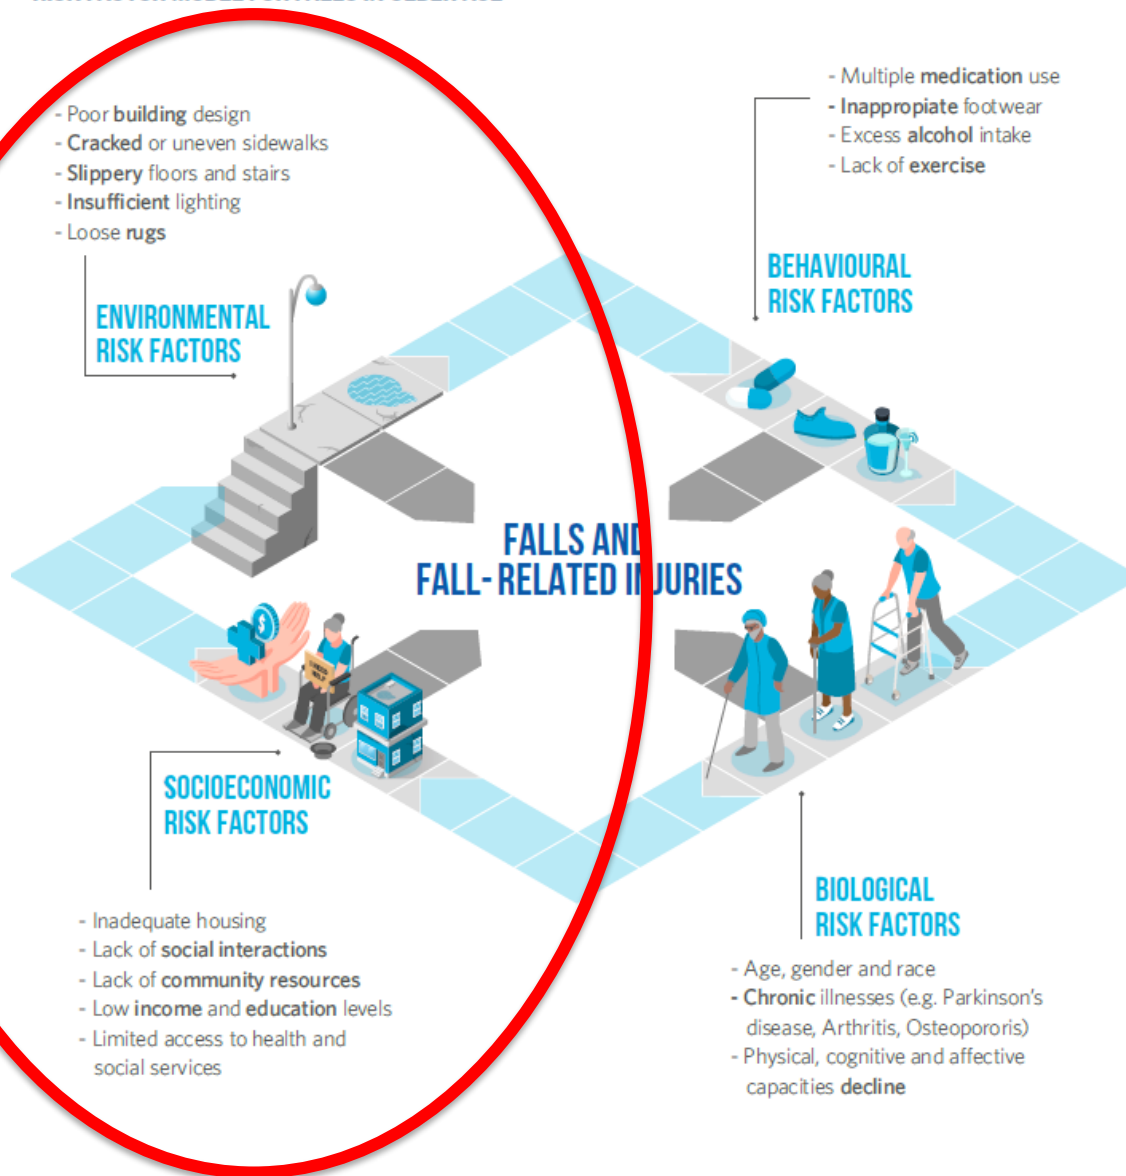 - Poor building design
- Cracked or uneven sidewalks
- Slippery floors and stairs
- Insufficient lighting
- Loose rugs
ENVIRONMENTAL
RISK FACTORS
- Multiple medication use
- Inappropiate footwear
- Excess alcohol intake
- Lack of exercise
BEHAVIOURAL
RISK FACTORS
FALLS AND
FALL-RELATED INJURIES
$
SOCIOECONOMIC
RISK FACTORS
- Inadequate housing
- Lack of social interactions
- Lack of community resources
- Low income and education levels
- Limited access to health and
social services
BIOLOGICAL
RISK FACTORS
- Age, gender and race
- Chronic illnesses (e.g. Parkinson's
disease, Arthritis, Osteopororis)
- Physical, cognitive and affective
capacities decline